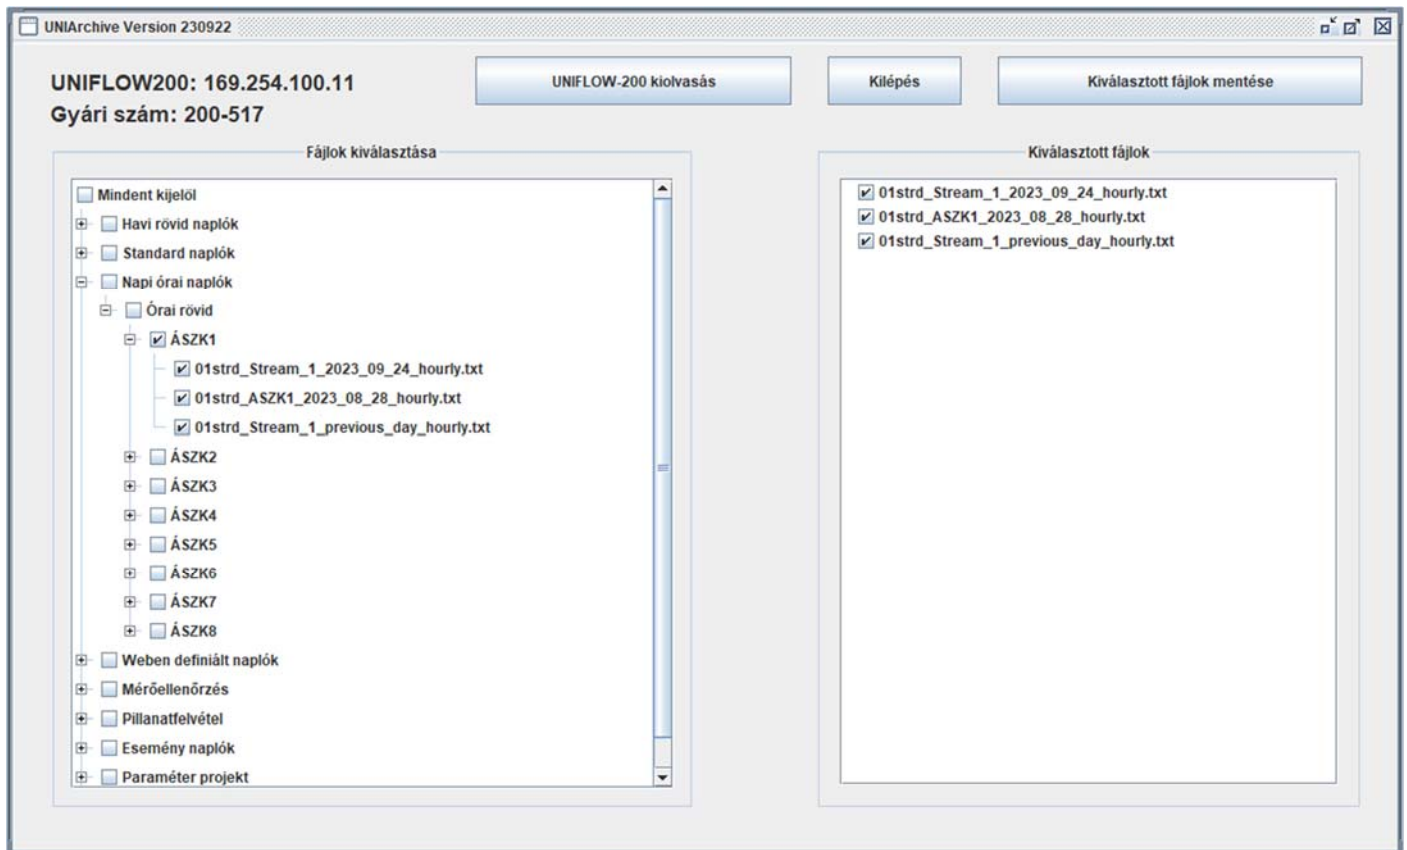 UNIArchive Version 230922
UNIFLOW200: 169.254.100.11
Gyári szám: 200-517
UNIFLOW-200 kiolvasás
Kilépés
Kiválasztott fájlok mentése
Fájlok kiválasztása
Mindent kijelöl
Havi rövid naplók
Standard naplók
Napi órai naplók
Órai rövid
ÁSZK1
01strd_Stream_1_2023_09_24_hourly.txt
01strd_ASZK1_2023_08_28_hourly.txt
01strd_Stream_1_previous_day_hourly.txt
ÁSZK2
ÁSZK3
ÁSZK4
ÁSZK5
ÁSZK6
ÁSZK7
ÁSZK8
Weben definiált naplók
Mérőellenőrzés
Pillanatfelvétel
Esemény naplók
Paraméter projekt
Kiválasztott fájlok
01strd_Stream_1_2023_09_24_hourly.txt
01strd_ASZK1_2023_08_28_hourly.txt
01strd_Stream_1_previous_day_hourly.txt